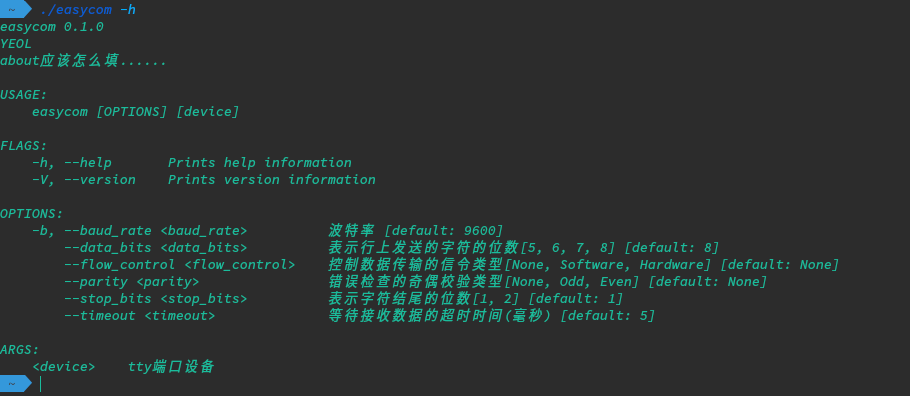 ~ ./easycom -h
easycom 0.1.0
YEOL
about应该怎么填......
USAGE:
easycom [OPTIONS] [device]
FLAGS:
-h, --help Prints help information
-V, --version Prints version information
OPTIONS:
-b, --baud_rate <baud_rate> 波特率 [default: 9600]
--data_bits <data_bits> 表示行上发送的字符的位数[5, 6, 7, 8] [default: 8]
--flow_control <flow_control> 控制数据传输的信令类型[None, Software, Hardware] [default: None]
--parity <parity> 错误检查的奇偶校验类型[None, Odd, Even] [default: None]
--stop_bits <stop_bits> 表示字符结尾的位数[1, 2] [default: 1]
--timeout <timeout> 等待接收数据的超时时间(毫秒) [default: 5]
ARGS:
<device> tty端口设备
~